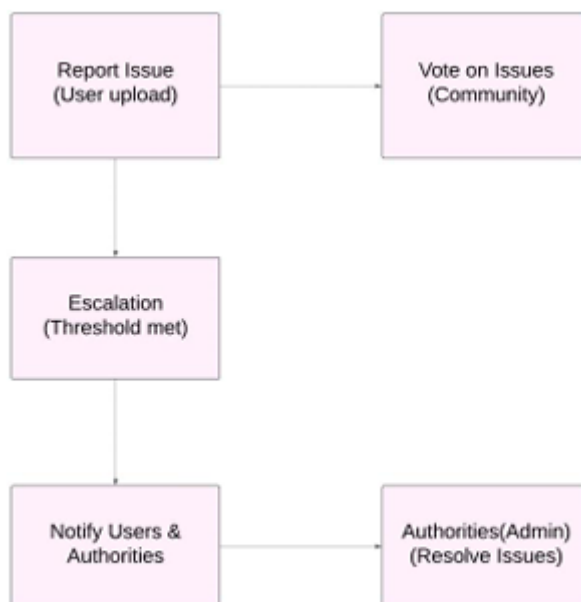 Report Issue
(User upload)
Vote on Issues
(Community)
Escalation
(Threshold met)
Notify Users &
Authorities
Authorities(Admin)
(Resolve Issues)